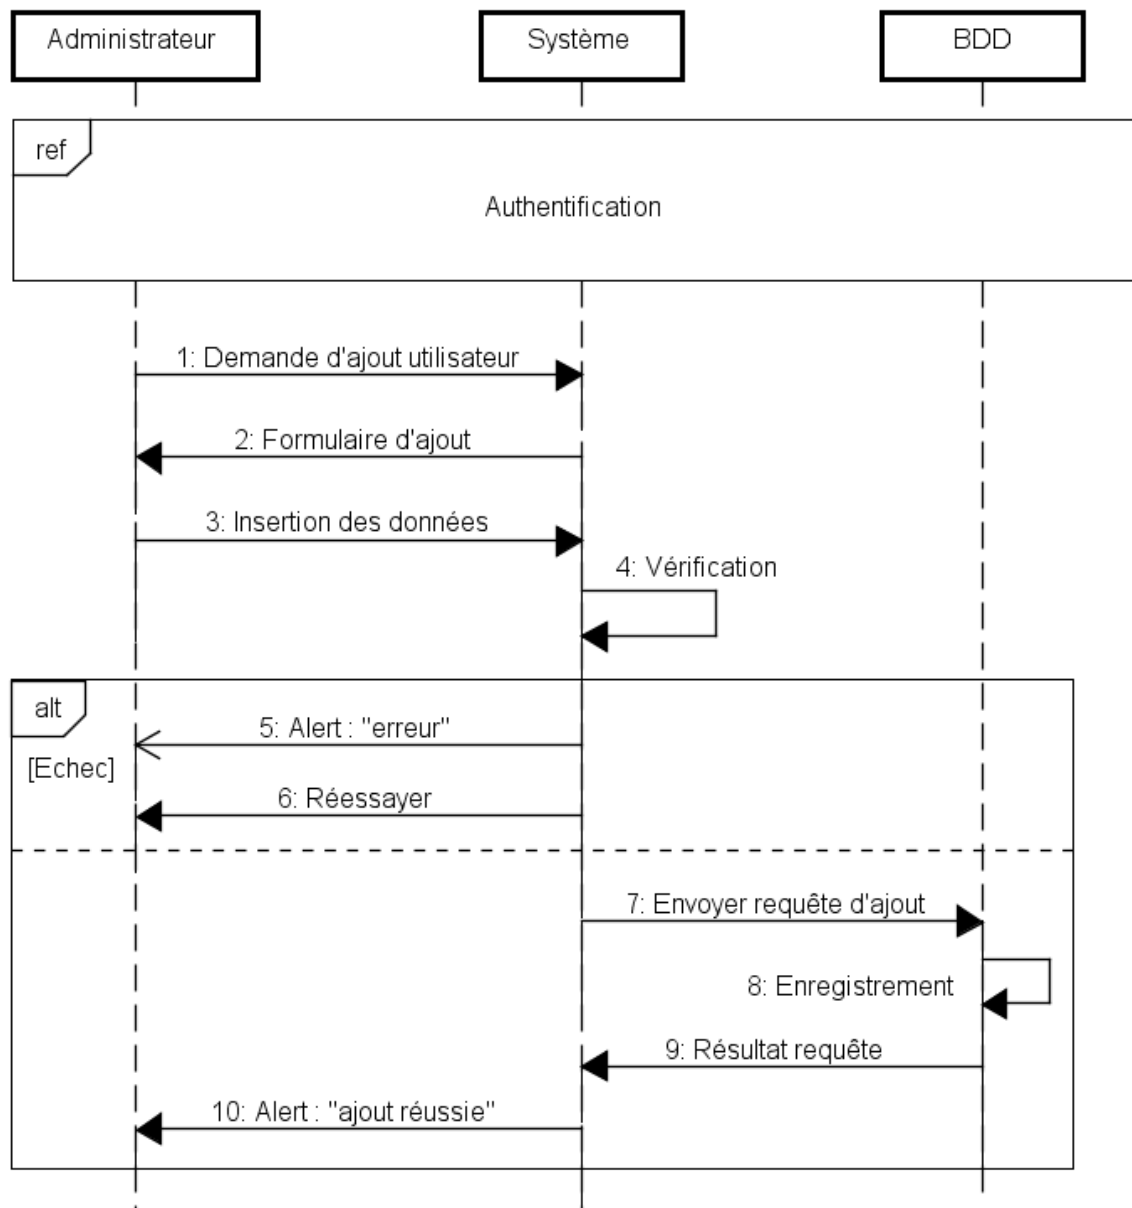 Administrateur
Système
BDD
ref
Authentification
1: Demande d'ajout utilisateur
2: Formulaire d'ajout
3: Insertion des données
4: Vérification
alt
5: Alert : "erreur"
[Echec]
6: Réessayer
7: Envoyer requête d'ajout
8: Enregistrement
9: Résultat requête
10: Alert : "ajout réussie"